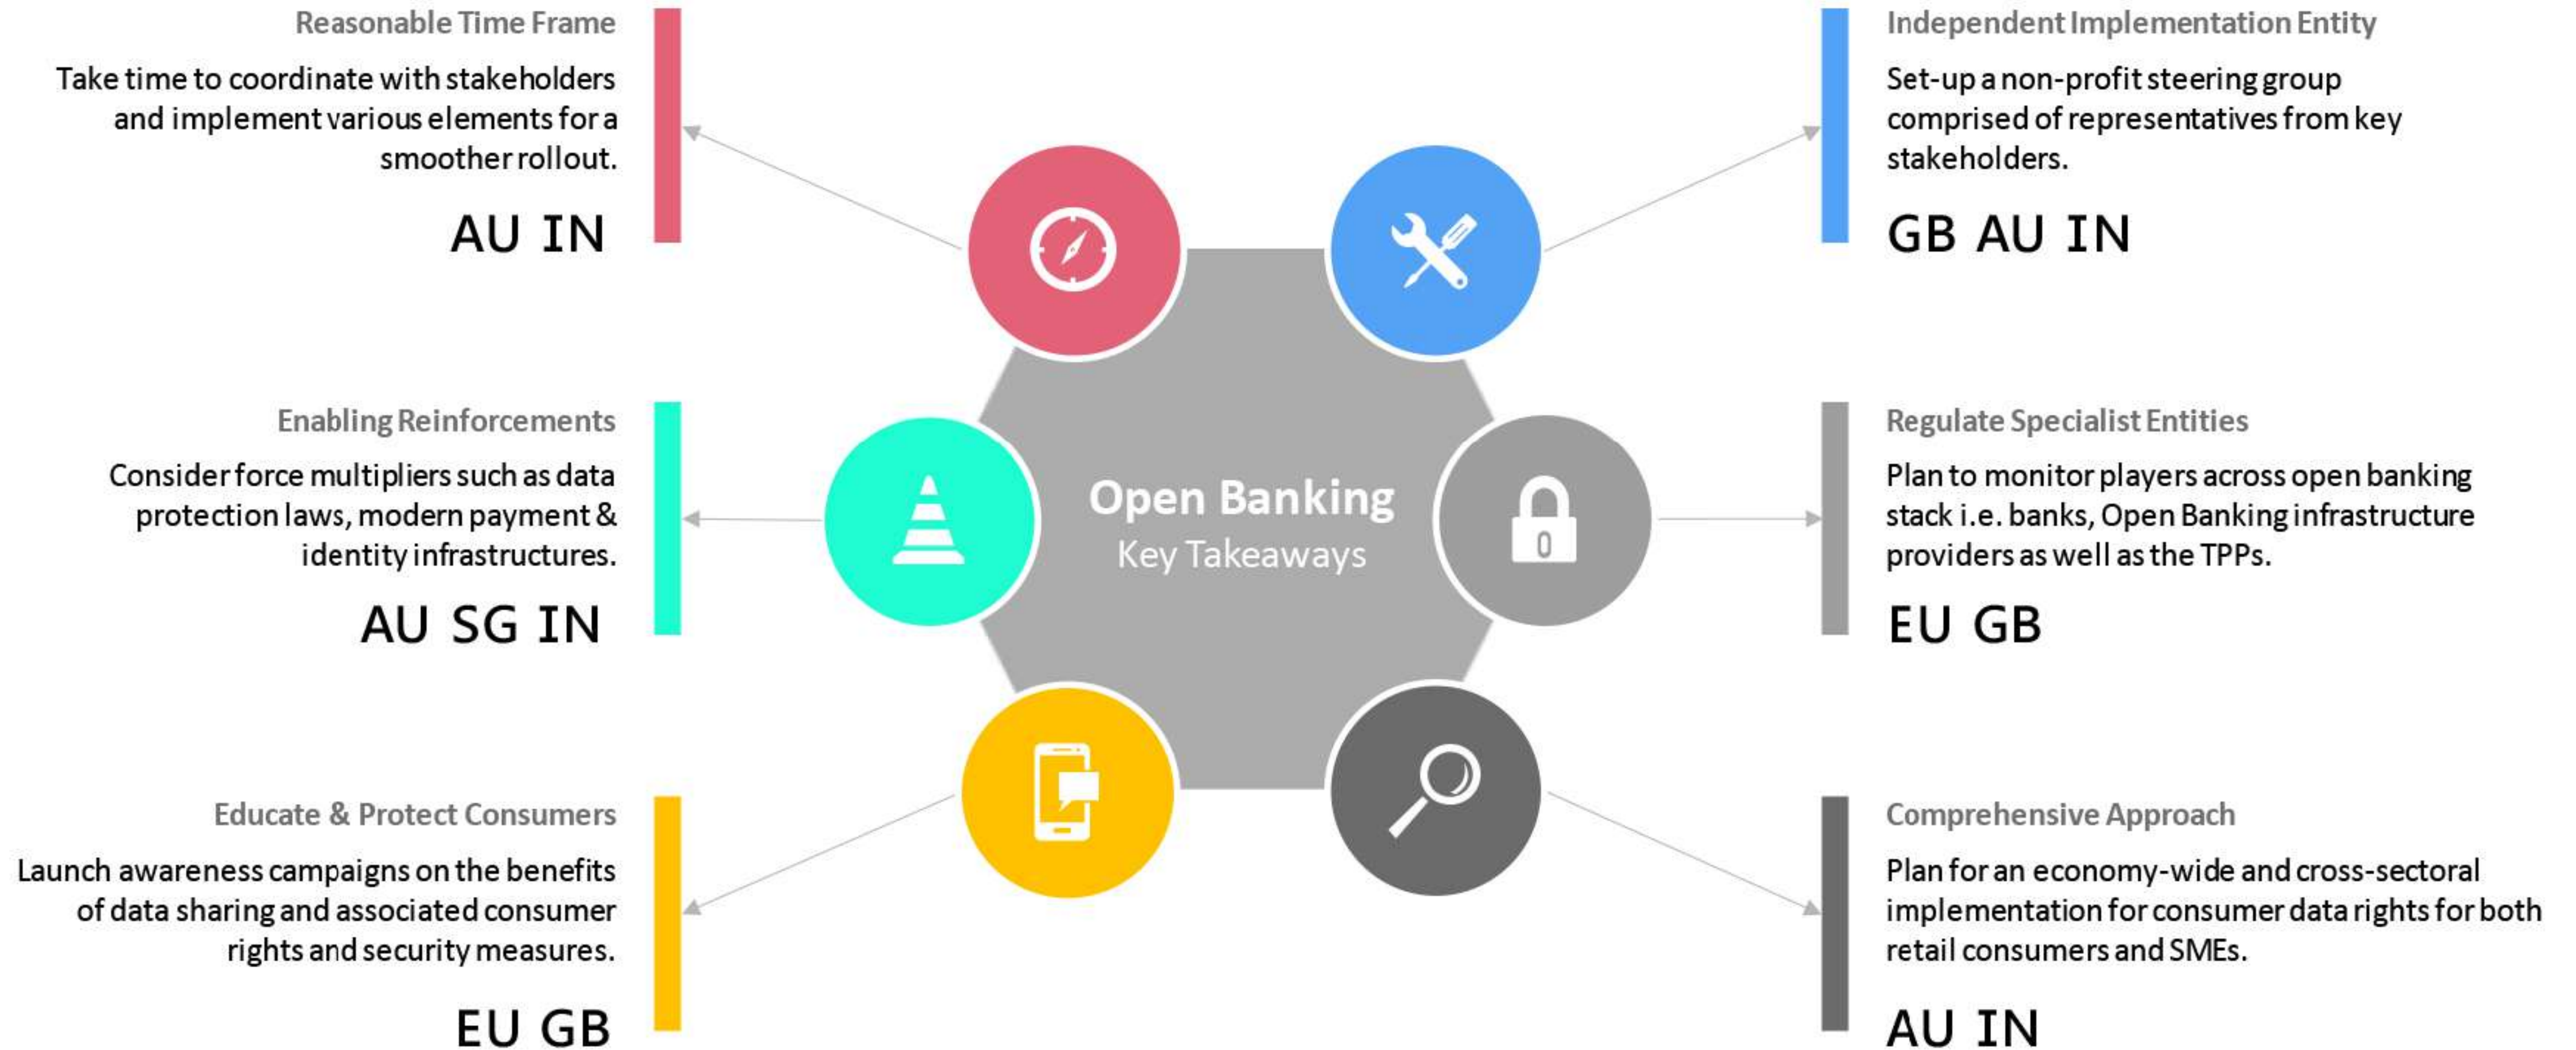 Reasonable Time Frame
Take time to coordinate with stakeholders
and implement various elements for a
smoother rollout.
AU IN
Enabling Reinforcements
Consider force multipliers such as data
protection laws, modern payment &
identity infrastructures.
AU SG IN
Educate & Protect Consumers
Launch awareness campaigns on the benefits
of data sharing and associated consumer
rights and security measures.
EU GB
Open Banking
Key Takeaways
Independent Implementation Entity
Set-up a non-profit steering group
comprised of representatives from key
stakeholders.
GB AU IN
Regulate Specialist Entities
Plan to monitor players across open banking
stack i.e. banks, Open Banking infrastructure
providers as well as the TPPs.
EU GB
Comprehensive Approach
Plan for an economy-wide and cross-sectoral
implementation for consumer data rights for both
retail consumers and SMEs.
AU IN